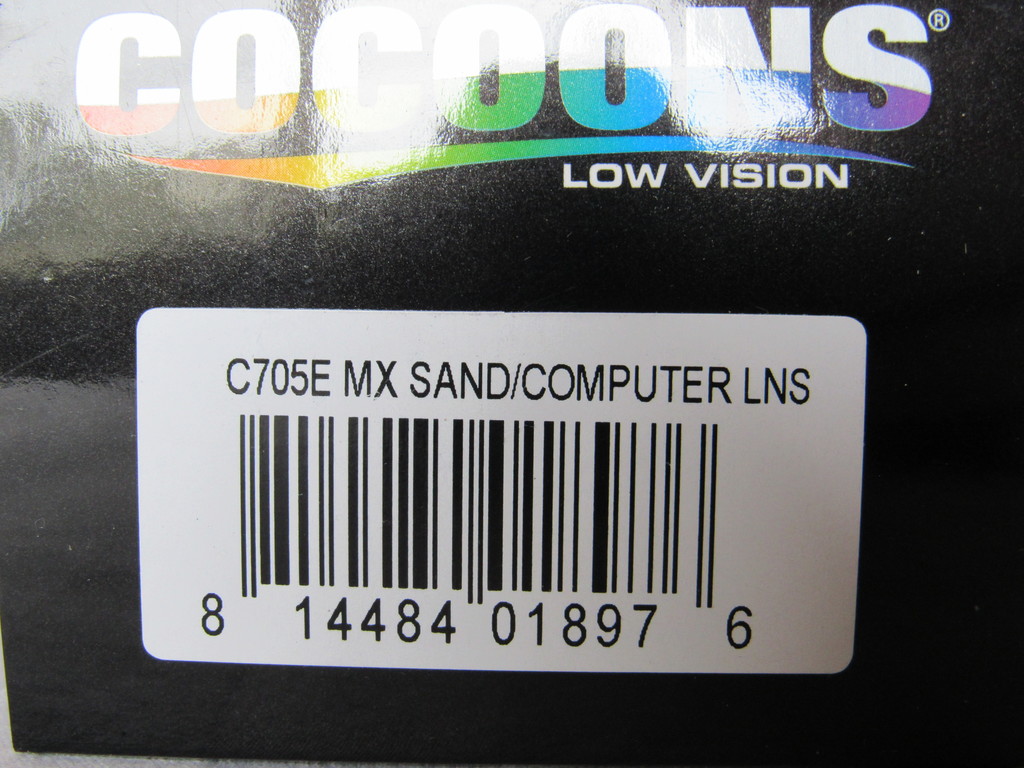 COCOONS®
LOW VISION
C705E MX SAND/COMPUTER LNS
8 14484 01897 6